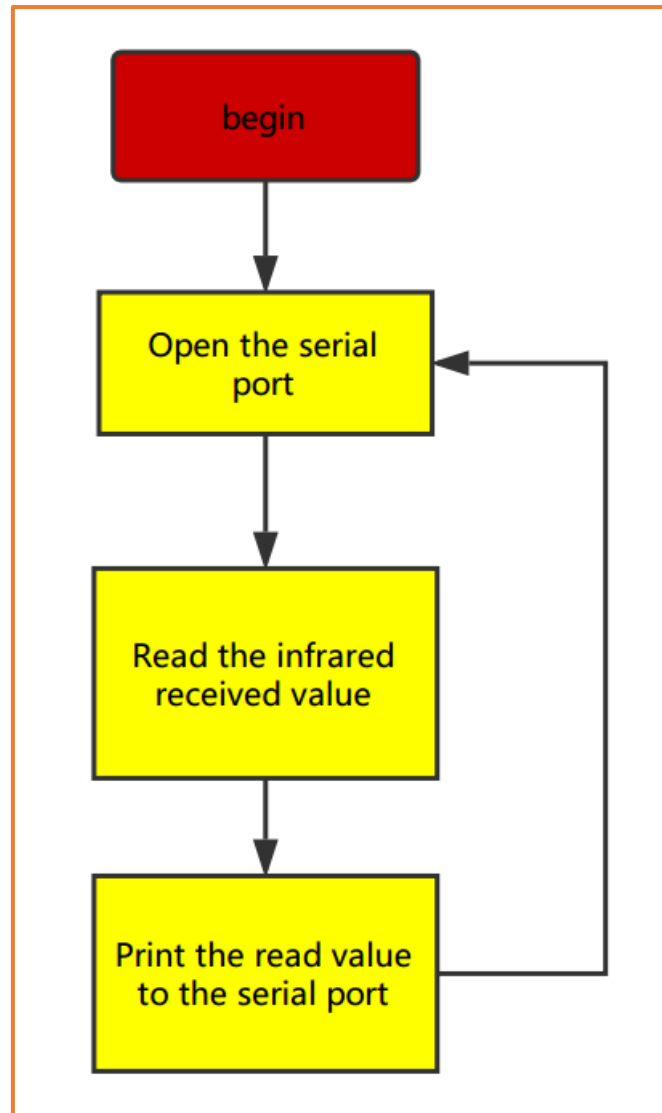 begin
Open the serial
port
Read the infrared
received value
Print the read value
to the serial port